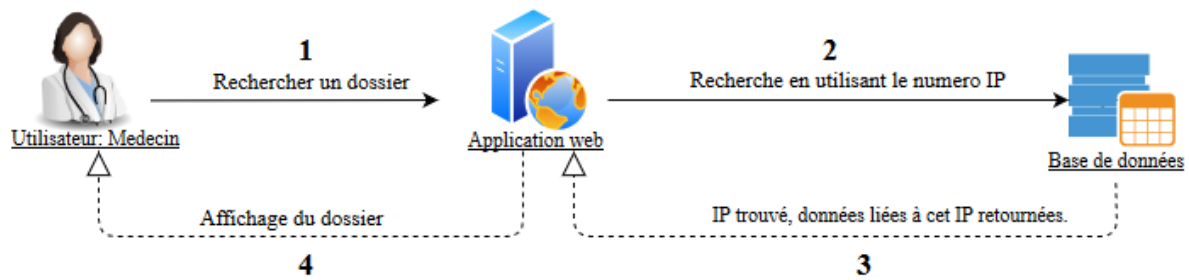 1
Rechercher un dossier
2
Recherche en utilisant le numero IP
Utilisateur: Medecin
Application web
Base de données
Affichage du dossier
IP trouvé, données liées à cet IP retournées.
4
3